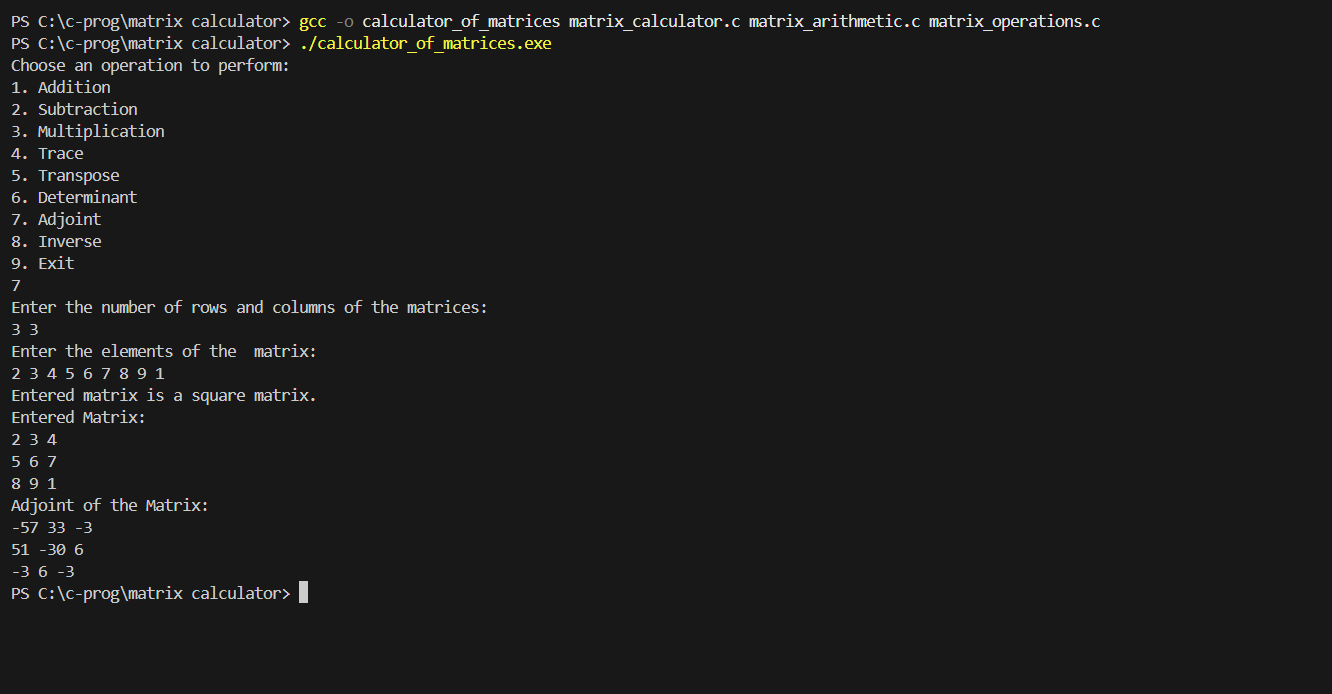 PS C:\c-prog\matrix calculator> gcc -o calculator_of_matrices matrix_calculator.c matrix_arithmetic.c matrix_operations.c
PS C:\c-prog\matrix calculator> ./calculator_of_matrices.exe
Choose an operation to perform:
1. Addition
2. Subtraction
3. Multiplication
4. Trace
5. Transpose
6. Determinant
7. Adjoint
8. Inverse
9. Exit
7
Enter the number of rows and columns of the matrices:
3 3
Enter the elements of the  matrix:
2 3 4 5 6 7 8 9 1
Entered matrix is a square matrix.
Entered Matrix:
2 3 4
5 6 7
8 9 1
Adjoint of the Matrix:
-57 33 -3
51 -30 6
-3 6 -3
PS C:\c-prog\matrix calculator>